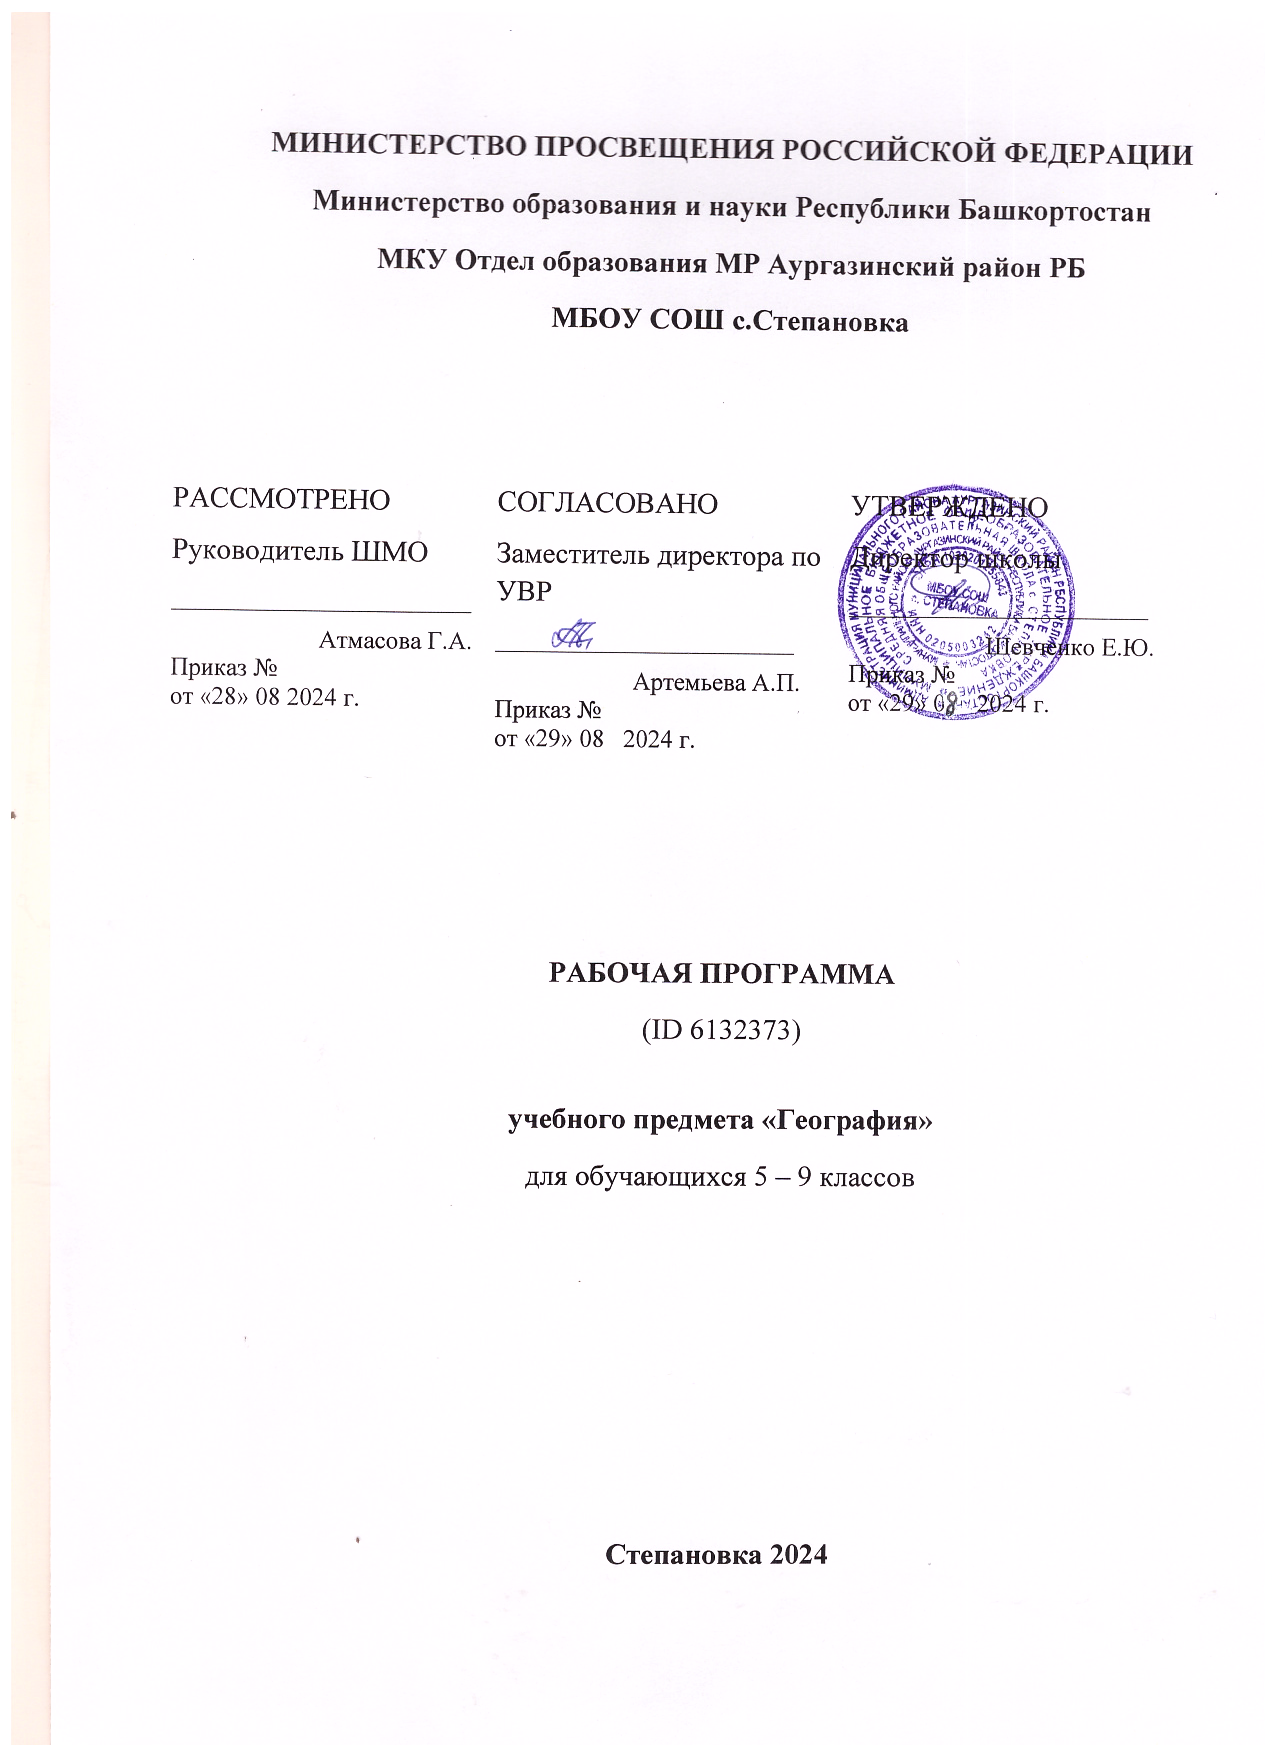 МИНИСТЕРСТВО ПРОСВЕЩЕНИЯ РОССИЙСКОЙ ФЕДЕРАЦИИ
Министерство образования и науки Республики Башкортостан
МКУ Отдел образования МР Аургазинский район РБ
МБОУ СОШ с.Степановка
РАССМОТРЕНО
Руководитель ШМО
Атмасова Г.А.
Приказ №
от «28» 08 2024 г.
СОГЛАСОВАНО
Заместитель директора по
УВР
Артемьева А.П.
Приказ №
от «29» 08 2024 г.
УТВЕРЖДЕНО
Директор школы
Шевченко Е.Ю.
Приказ №
от «29» 08 2024 г.
МБОУ СОШ
с. СТЕПАНОВКА
РАБОЧАЯ ПРОГРАММА
(ID 6132373)
учебного предмета «География»
для обучающихся 5 – 9 классов
Степановка 2024